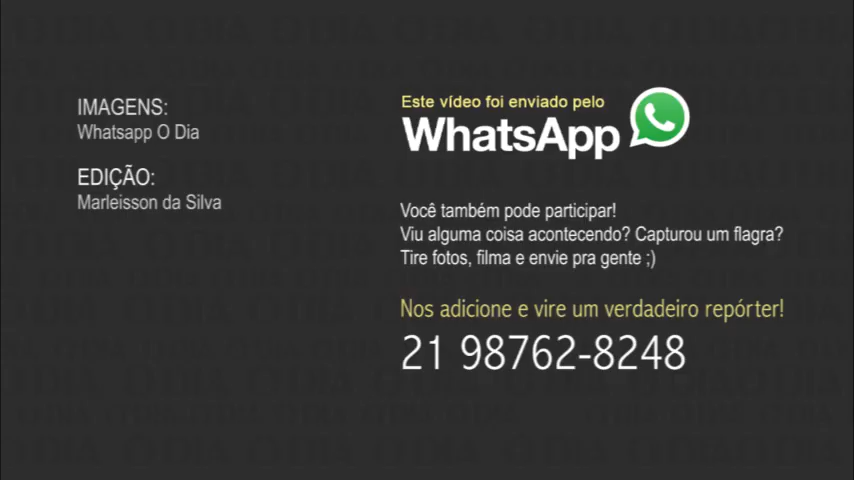 IMAGENS:
Whatsapp O Dia
EDIÇÃO:
Marleisson da Silva
Este vídeo foi enviado pelo
WhatsApp
Você também pode participar!
Viu alguma coisa acontecendo? Capturou um flagra?
Tire fotos, filma e envie pra gente ;)
Nos adicione e vire um verdadeiro repórter!
21 98762-8248